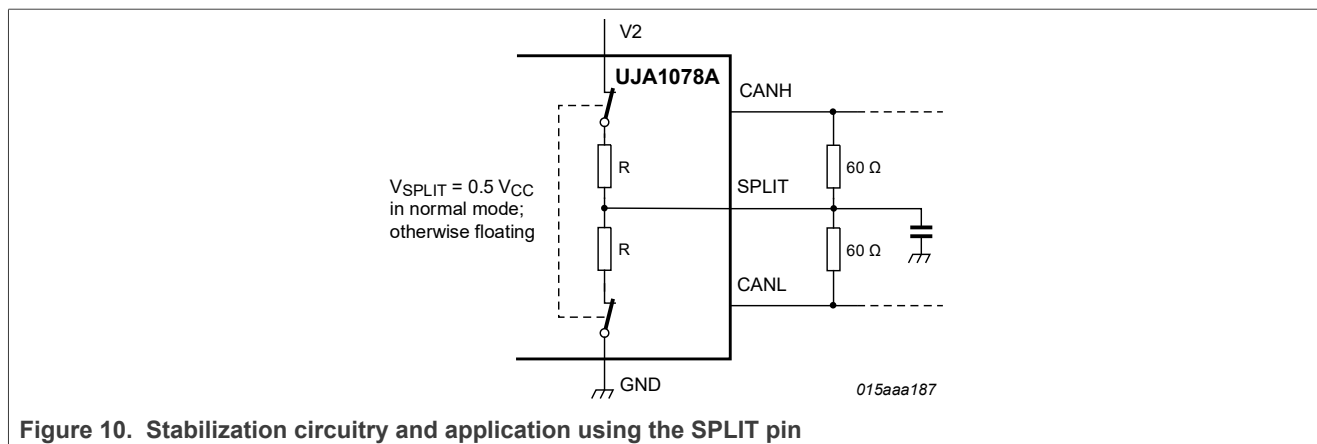 V2
UJA1078A
CANH
R
60 Ω
VSPLIT = 0.5 VCC
in normal mode;
otherwise floating
SPLIT
R
60 Ω
CANL
GND
015aaa187
Figure 10. Stabilization circuitry and application using the SPLIT pin